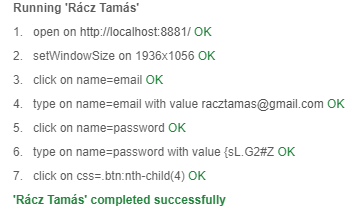 Running 'Rácz Tamás'
1. open on http://localhost:8881/ OK
2. setWindowSize on 1936x1056 OK
3. click on name=email OK
4. type on name=email with value racztamas@gmail.com OK
5. click on name=password OK
6. type on name=password with value {sL.G2#Z OK
7. click on css=.btn:nth-child(4) OK
'Rácz Tamás' completed successfully